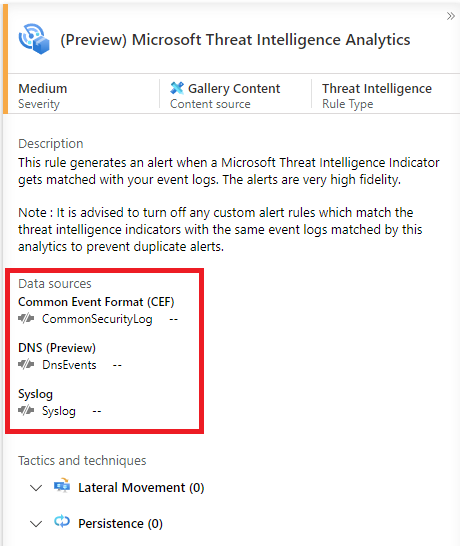 »
(Preview) Microsoft Threat Intelligence Analytics
Medium
Severity
Gallery Content
Content source
Threat Intelligence
Rule Type
Description
This rule generates an alert when a Microsoft Threat Intelligence Indicator
gets matched with your event logs. The alerts are very high fidelity.
Note : It is advised to turn off any custom alert rules which match the
threat intelligence indicators with the same event logs matched by this
analytics to prevent duplicate alerts.
Data sources
Common Event Format (CEF)
CommonSecurityLog --
DNS (Preview)
DnsEvents --
Syslog
Syslog --
Tactics and techniques
Lateral Movement (0)
Persistence (0)